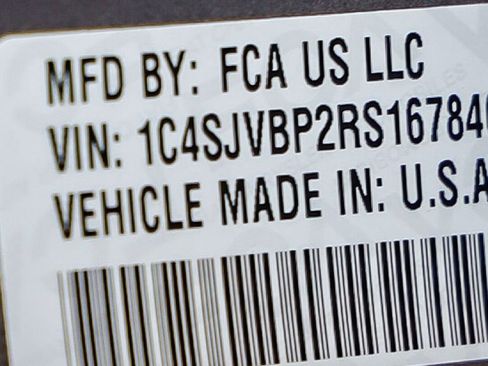 MFD BY: FCA US LLC
VIN: 1C4SJVBP2RS16784
VEHICLE MADE IN: U.S.A